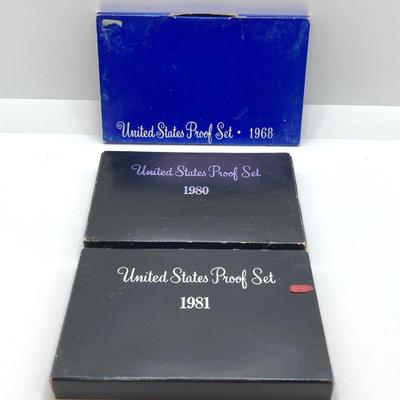 United States Proof Set · 1968
United States Proof Set
1980
United States Proof Set
1981